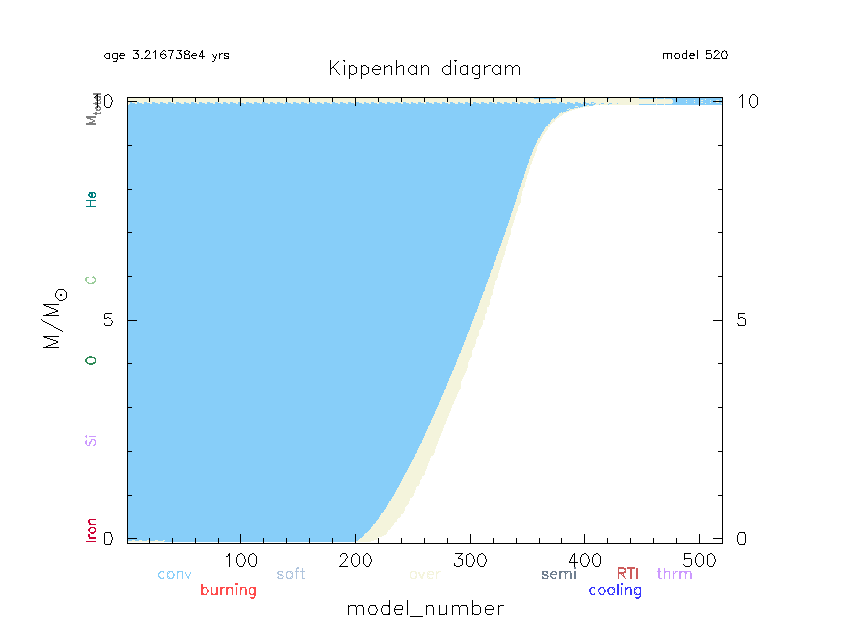 age 3.216738e4 yrs
model 520
Kippenhan diagram
M_total
10
10
He
C
M/M☉
5
5
O
Si
Iron
0
0
100
200
300
400
500
conv
soft
over
semi
RTI
thrm
burning
cooling
model_number